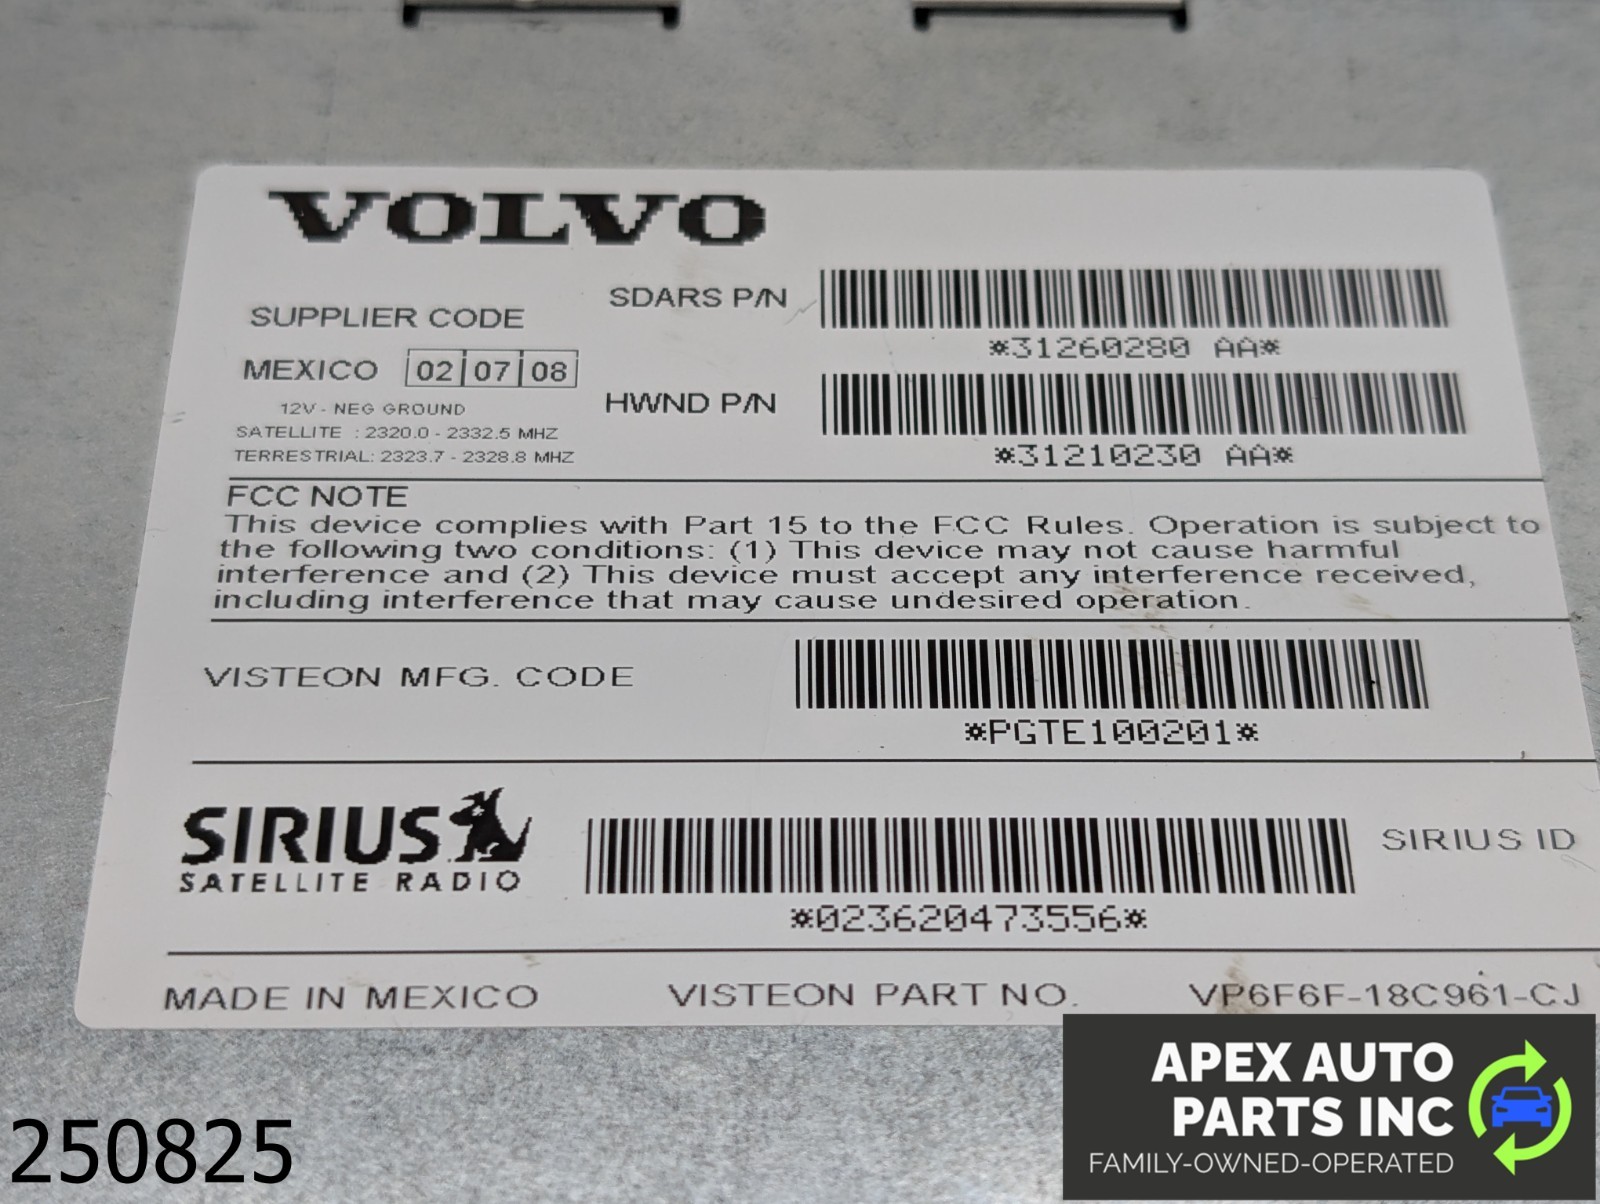 VOLVO
SUPPLIER CODE
SDARS P/N
*31260280 AA*
MEXICO 02 07 08
HWND P/N
12V - NEG GROUND
SATELLITE : 2320.0 - 2332.5 MHZ
TERRESTRIAL: 2323.7 - 2328.8 MHZ
*31210230 AA*
FCC NOTE
This device complies with Part 15 to the FCC Rules. Operation is subject to
the following two conditions: (1) This device may not cause harmful
interference and (2) This device must accept any interference received,
including interference that may cause undesired operation.
VISTEON MFG. CODE
*PGTE100201*
SIRIUS
SATELLITE RADIO
SIRIUS ID
*023620473556*
MADE IN MEXICO VISTEON PART NO. VP6F6F-18C961-CJ
250825
APEX AUTO
PARTS INC
FAMILY-OWNED-OPERATED